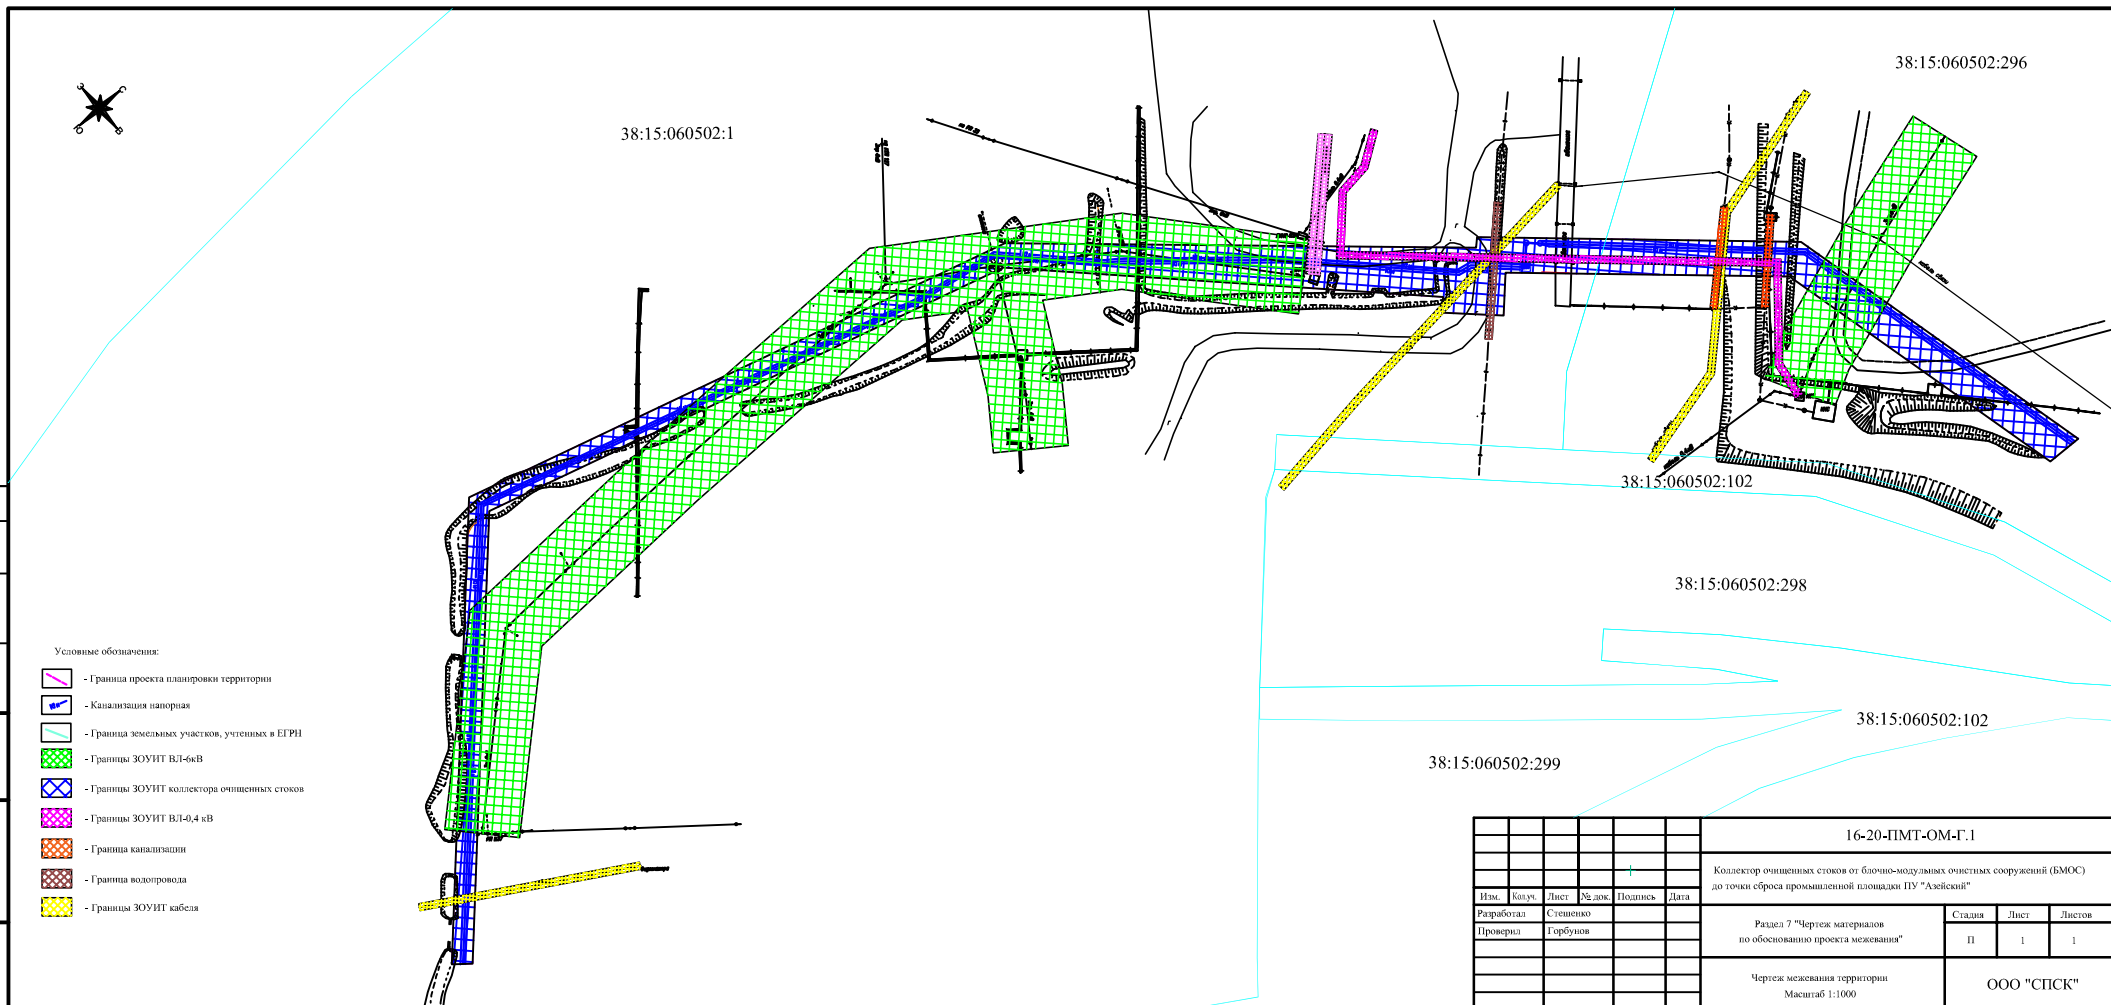 38:15:060502:296
38:15:060502:1
38:15:060502:102
38:15:060502:298
38:15:060502:102
38:15:060502:299
Условные обозначения:
- Граница проекта планировки территории
- Канализация напорная
- Граница земельных участков, учтенных в ЕГРН
- Границы ЗОУИТ ВЛ-6кВ
- Границы ЗОУИТ коллектора очищенных стоков
- Границы ЗОУИТ ВЛ-0,4 кВ
- Граница канализации
- Граница водопровода
- Границы ЗОУИТ кабеля
16-20-ПМТ-ОМ-Г.1
Коллектор очищенных стоков от блочно-модульных очистных сооружений (БМОС)
до точки сброса промышленной площадки ПУ "Азейский"
Изм. Кол.уч. Лист № док. Подпись Дата
Разработал Стешенко
Проверил Горбунов
Раздел 7 "Чертеж материалов
по обоснованию проекта межевания"
Стадия Лист Листов
П 1 1
Чертеж межевания территории
Масштаб 1:1000
ООО "СПСК"